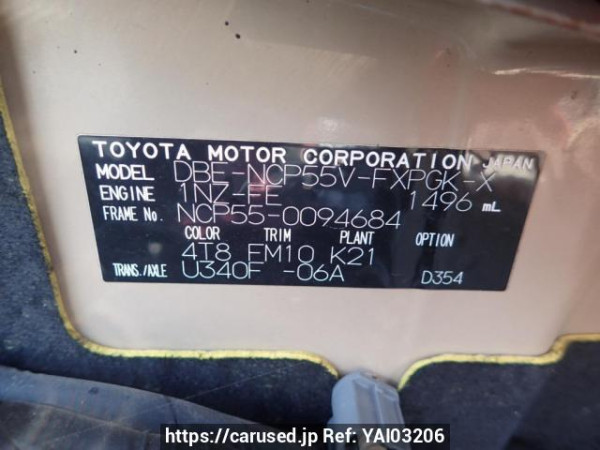 TOYOTA MOTOR CORPORATION JAPAN
MODEL DBE-NCP55V-FXPGK-X
ENGINE 1NZ-FE 1496 mL
FRAME No. NCP55-0094684
COLOR TRIM PLANT OPTION
4T8 EM10 K21
TRANS./AXLE U340F -06A D354
https://carused.jp Ref: YAI03206